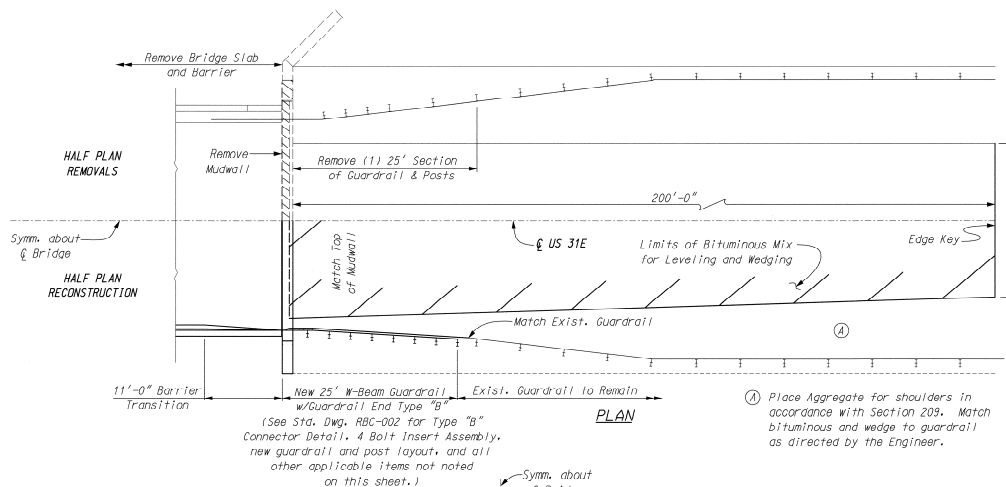 Remove Bridge Slab
and Barrier
HALF PLAN
REMOVALS
Remove
Mudwall
Remove (1) 25' Section
of Guardrail & Posts
200'-0"
Symm. about
℄ Bridge
Match Top
of Mudwall
℄ US 31E
Limits of Bituminous Mix
for Leveling and Wedging
Edge Key
HALF PLAN
RECONSTRUCTION
Match Exist. Guardrail
A
11'-0" Barrier
Transition
New 25' W-Beam Guardrail
w/Guardrail End Type "B"
(See Std. Dwg. RBC-002 for Type "B"
Connector Detail, 4 Bolt Insert Assembly,
new guardrail and post layout, and all
other applicable items not noted
on this sheet.)
Exist. Guardrail to Remain
PLAN
A Place Aggregate for shoulders in
accordance with Section 209. Match
bituminous and wedge to guardrail
as directed by the Engineer.
Symm. about